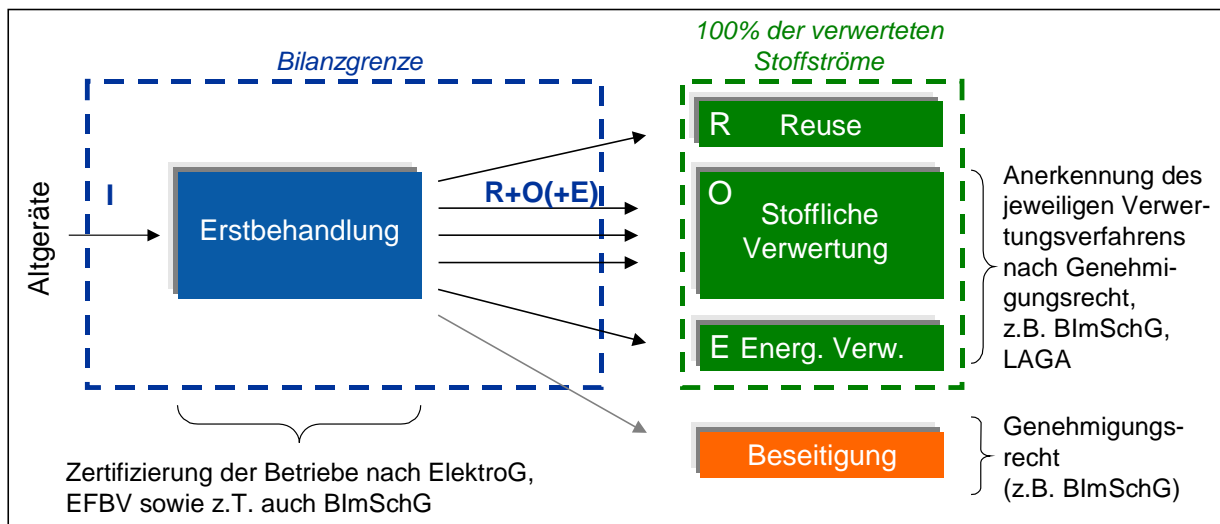 Bilanzgrenze
100% der verwerteten
Stoffströme
Altgeräte
I
Erstbehandlung
R+O(+E)
R Reuse
O
Stoffliche
Verwertung
E Energ. Verw.
Beseitigung
Anerkennung des
jeweiligen Verwer-
tungsverfahrens
nach Genehmi-
gungsrecht,
z.B. BImSchG,
LAGA
Genehmigungs-
recht
(z.B. BImSchG)
Zertifizierung der Betriebe nach ElektroG,
EFBV sowie z.T. auch BImSchG